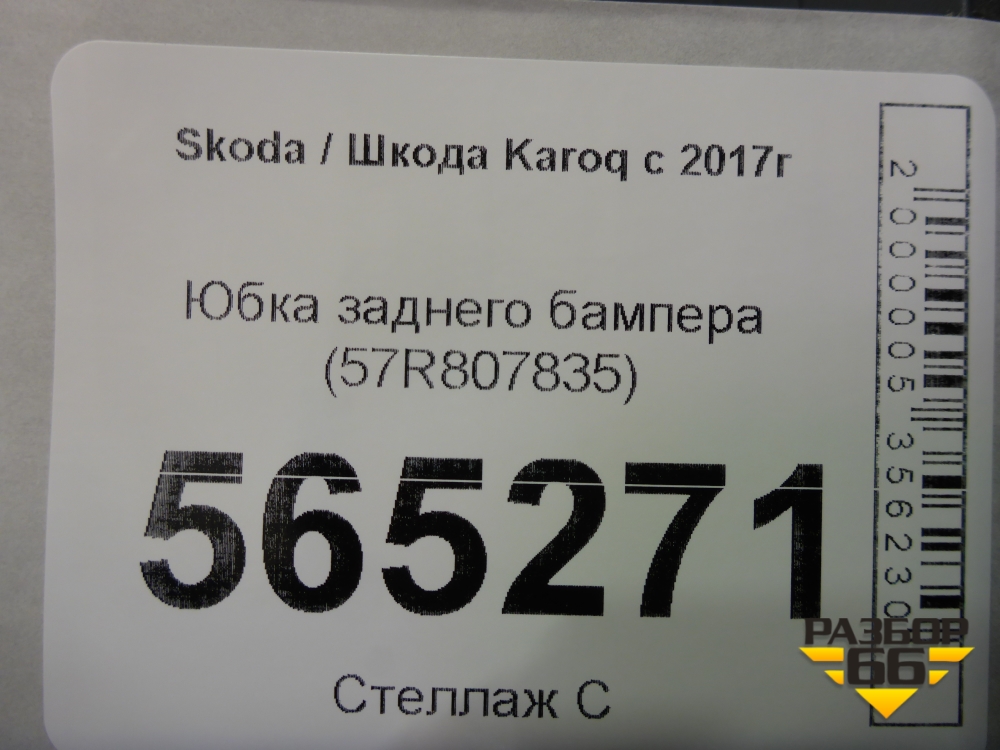 Skoda / Шкода Karoq с 2017г
Юбка заднего бампера
(57R807835)
565271
Стеллаж С
2000005356230
РАЗБОР
66